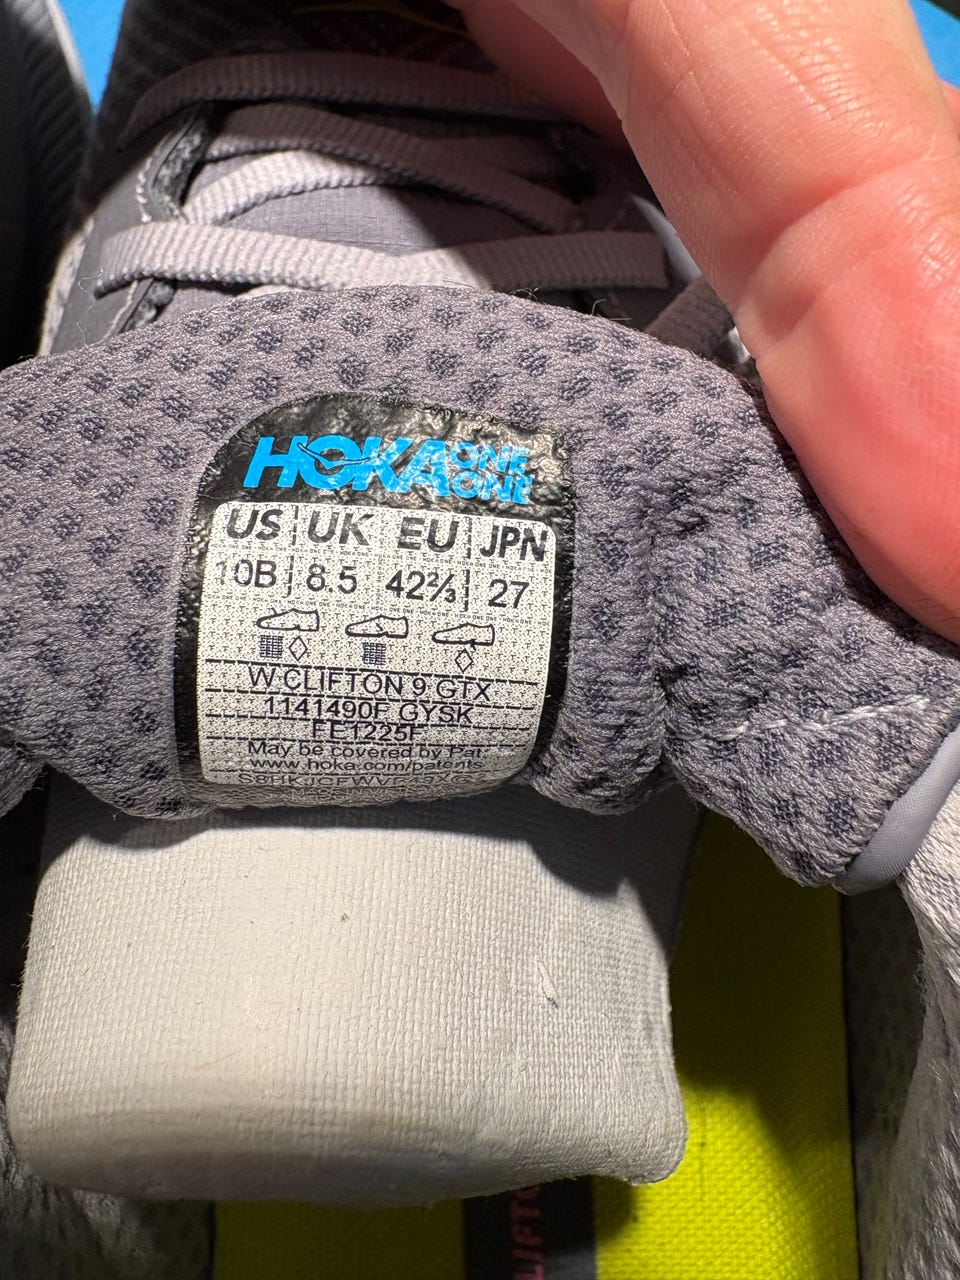 HOKA ONE ONE
US UK EU JPN
10B 8.5 42⅔ 27
W CLIFTON 9 GTX
1141490F GYSK
FE1225F
May be covered by Pat
www.hoka.com/patents
CLIFTO